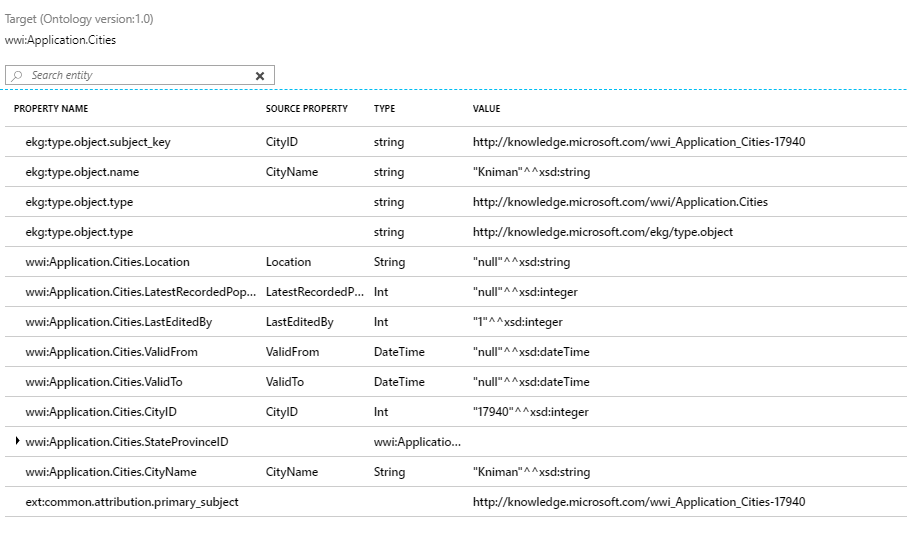 Target (Ontology version:1.0)
wwi:Application.Cities
Search entity
PROPERTY NAME SOURCE PROPERTY TYPE VALUE
ekg:type.object.subject_key CityID string http://knowledge.microsoft.com/wwi_Application_Cities-17940
ekg:type.object.name CityName string "Kniman"^^xsd:string
ekg:type.object.type string http://knowledge.microsoft.com/wwi/Application.Cities
ekg:type.object.type string http://knowledge.microsoft.com/ekg/type.object
wwi:Application.Cities.Location Location String "null"^^xsd:string
wwi:Application.Cities.LatestRecordedPop... LatestRecordedP... Int "null"^^xsd:integer
wwi:Application.Cities.LastEditedBy LastEditedBy Int "1"^^xsd:integer
wwi:Application.Cities.ValidFrom ValidFrom DateTime "null"^^xsd:dateTime
wwi:Application.Cities.ValidTo ValidTo DateTime "null"^^xsd:dateTime
wwi:Application.Cities.CityID CityID Int "17940"^^xsd:integer
wwi:Application.Cities.StateProvinceID wwi:Applicatio...
wwi:Application.Cities.CityName CityName String "Kniman"^^xsd:string
ext:common.attribution.primary_subject http://knowledge.microsoft.com/wwi_Application_Cities-17940